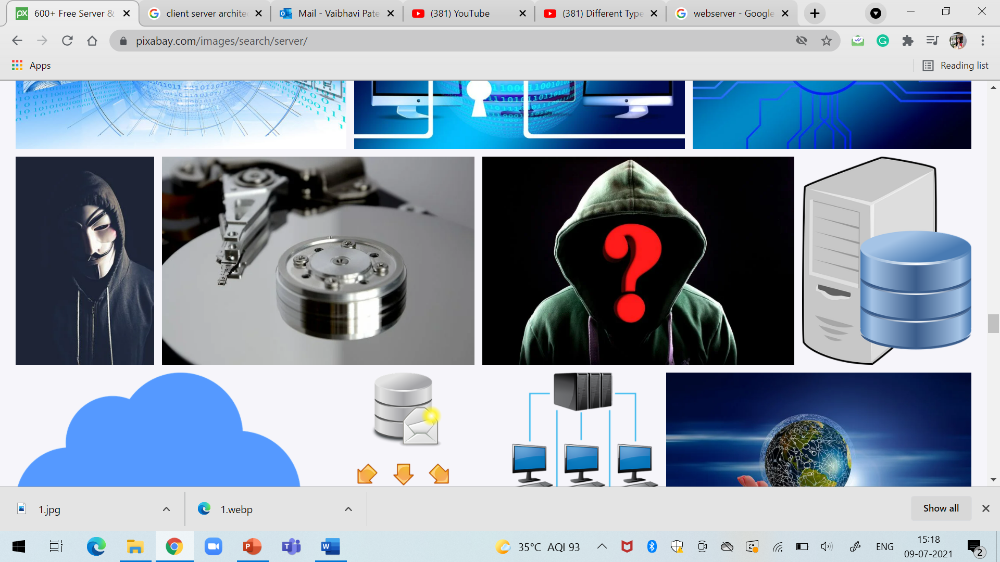 px 600+ Free Server &
client server archite
Mail - Vaibhavi Pate
(381) YouTube
(381) Different Type
webserver - Google
pixabay.com/images/search/server/
Apps
Reading list
?
1.jpg
1.webp
Show all
35°C AQI 93
ENG
15:18
09-07-2021
2